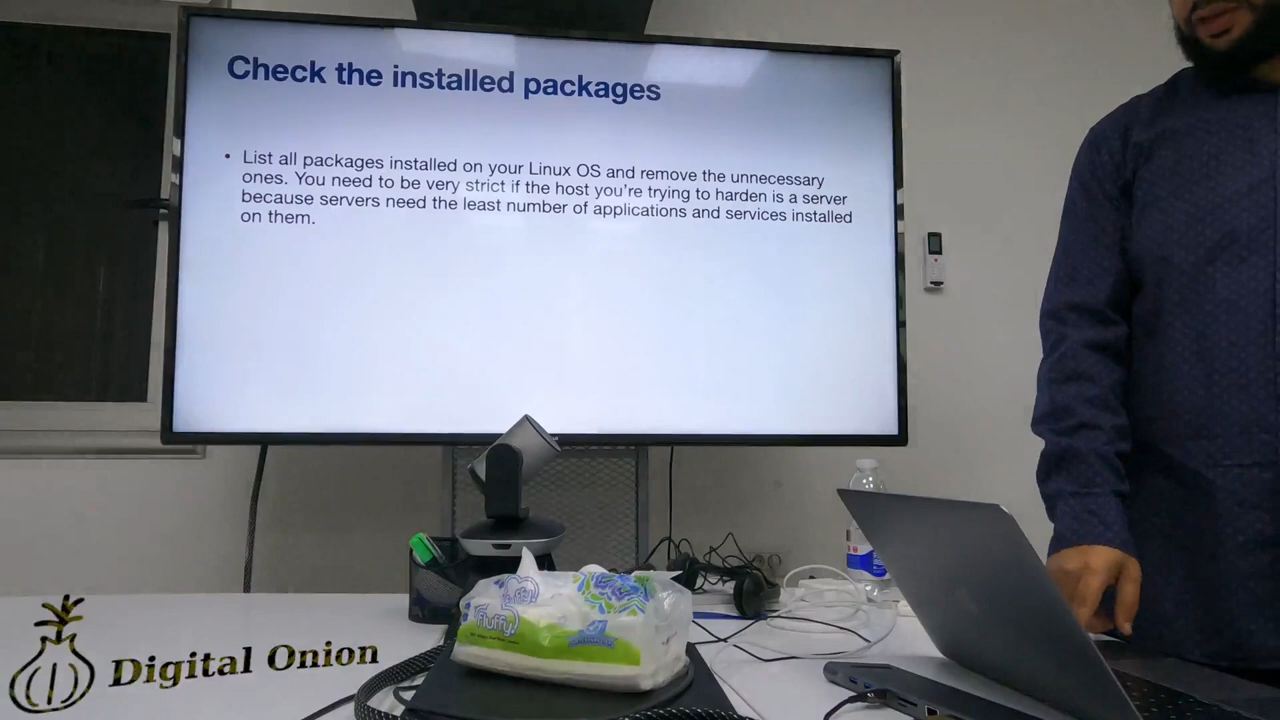 Check the installed packages
• List all packages installed on your Linux OS and remove the unnecessary
ones. You need to be very strict if the host you're trying to harden is a server
because servers need the least number of applications and services installed
on them.
Fluffy!
Digital Onion